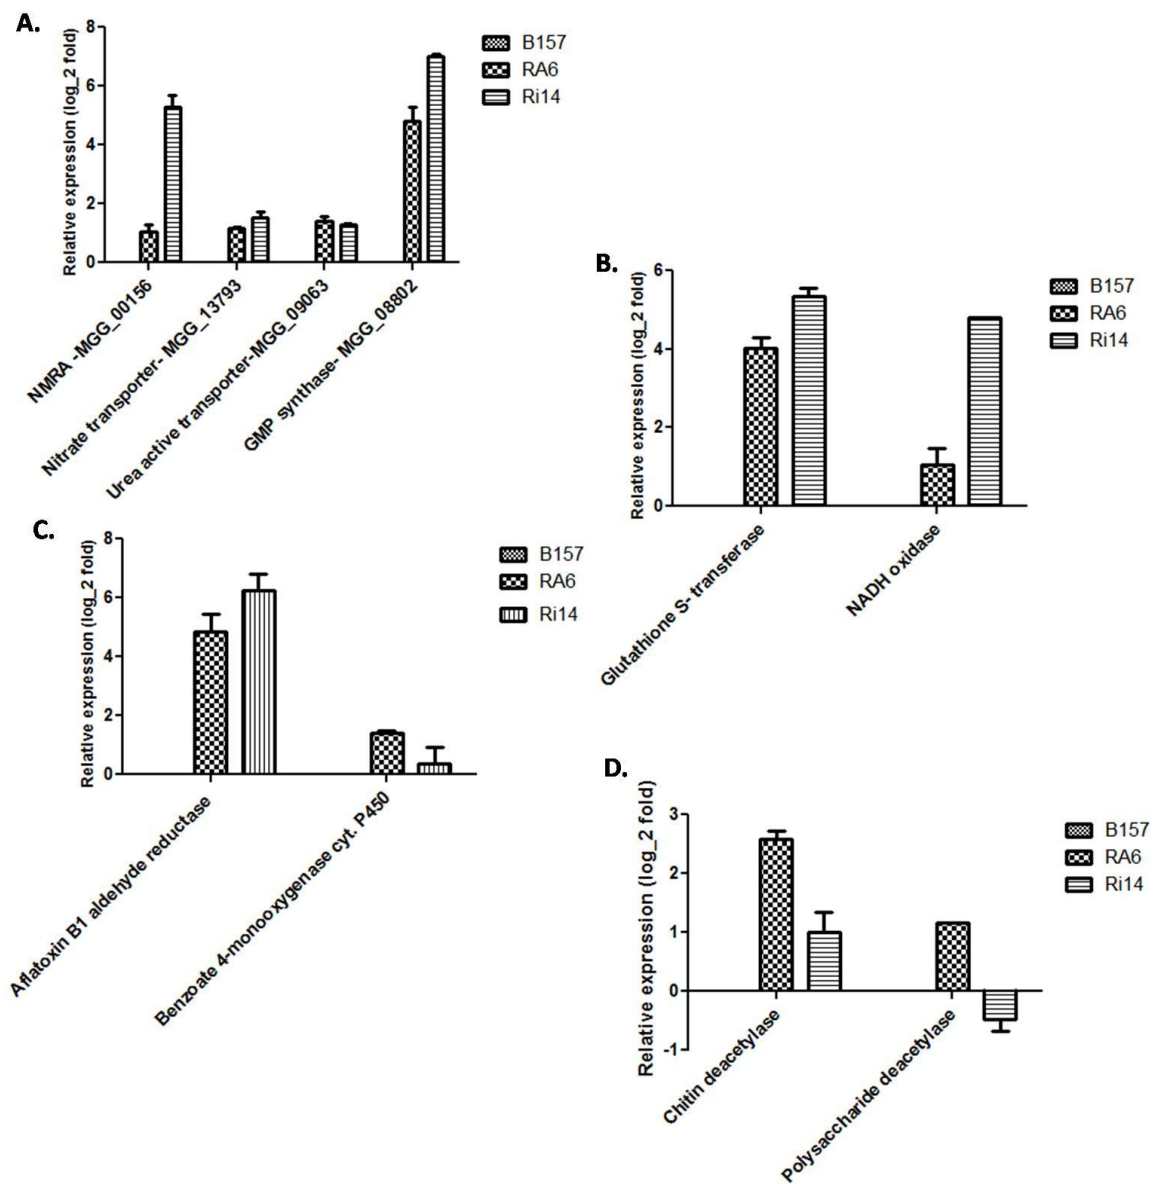 A.
Relative expression (log_2 fold)
8
6
4
2
0
NMRA -MGG_00156
Nitrate transporter- MGG_13793
Urea active transporter-MGG_09063
GMP synthase- MGG_08802
B157
RA6
Ri14
B.
Relative expression (log_2 fold)
6
4
2
0
Glutathione S- transferase
NADH oxidase
B157
RA6
Ri14
C.
Relative expression (log_2 fold)
8
6
4
2
0
Aflatoxin B1 aldehyde reductase
Benzoate 4-monooxygenase cyt. P450
B157
RA6
Ri14
D.
Relative expression (log_2 fold)
3
2
1
0
-1
Chitin deacetylase
Polysaccharide deacetylase
B157
RA6
Ri14